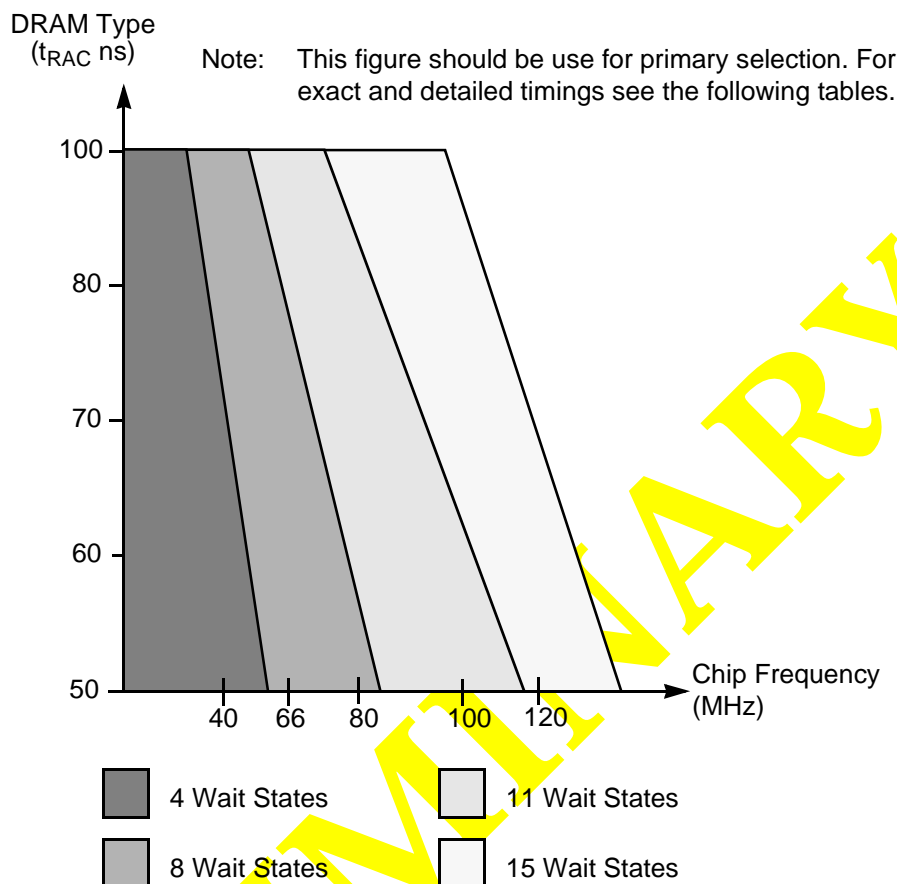 DRAM Type
(tRAC ns)
Note: This figure should be use for primary selection. For
exact and detailed timings see the following tables.
100
80
70
60
50
40 66 80 100 120
Chip Frequency
(MHz)
4 Wait States
11 Wait States
8 Wait States
15 Wait States